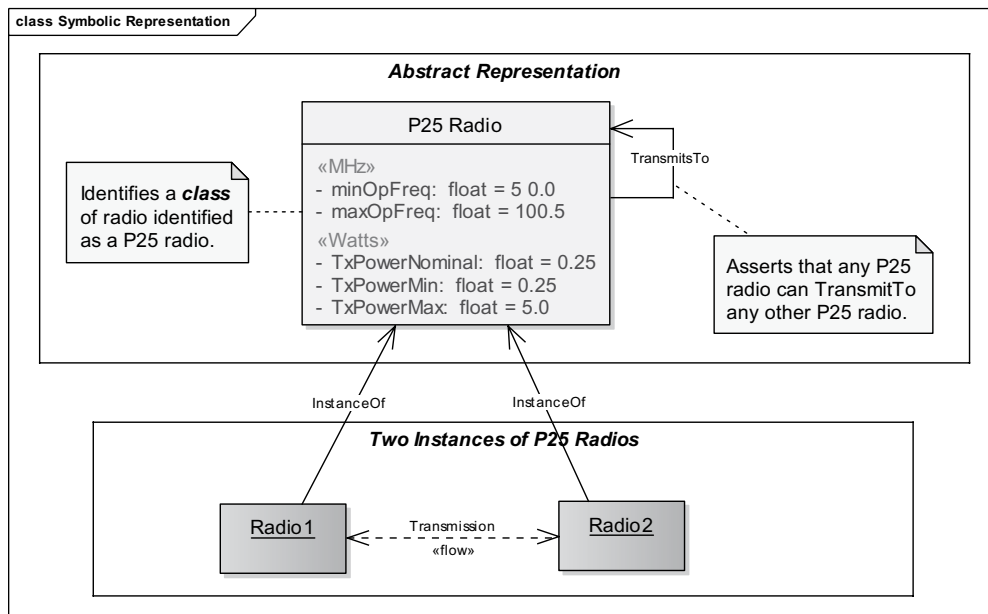 class Symbolic Representation
Abstract Representation
P25 Radio
«MHz»
- minOpFreq: float = 5 0.0
- maxOpFreq: float = 100.5
«Watts»
- TxPowerNominal: float = 0.25
- TxPowerMin: float = 0.25
- TxPowerMax: float = 5.0
TransmitsTo
Identifies a class
of radio identified
as a P25 radio.
Asserts that any P25
radio can TransmitTo
any other P25 radio.
InstanceOf
InstanceOf
Two Instances of P25 Radios
Radio1
Transmission
«flow»
Radio2